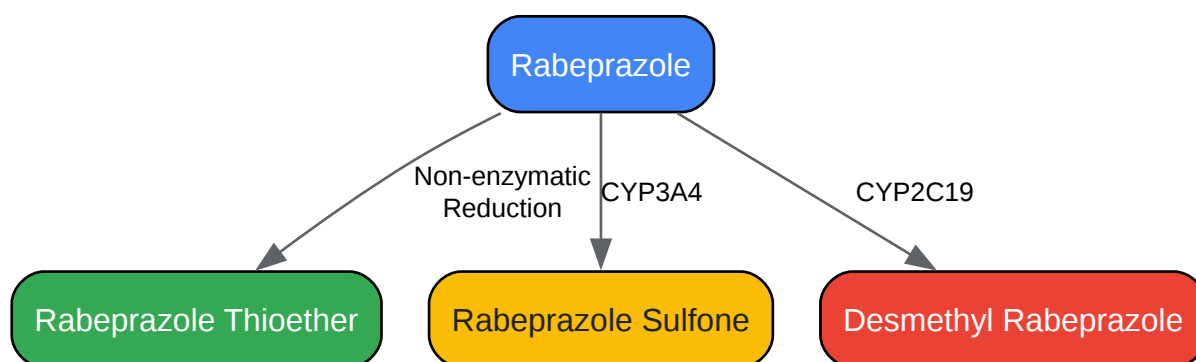 Rabeprazole
Non-enzymatic
Reduction
CYP3A4
CYP2C19
Rabeprazole Thioether
Rabeprazole Sulfone
Desmethyl Rabeprazole